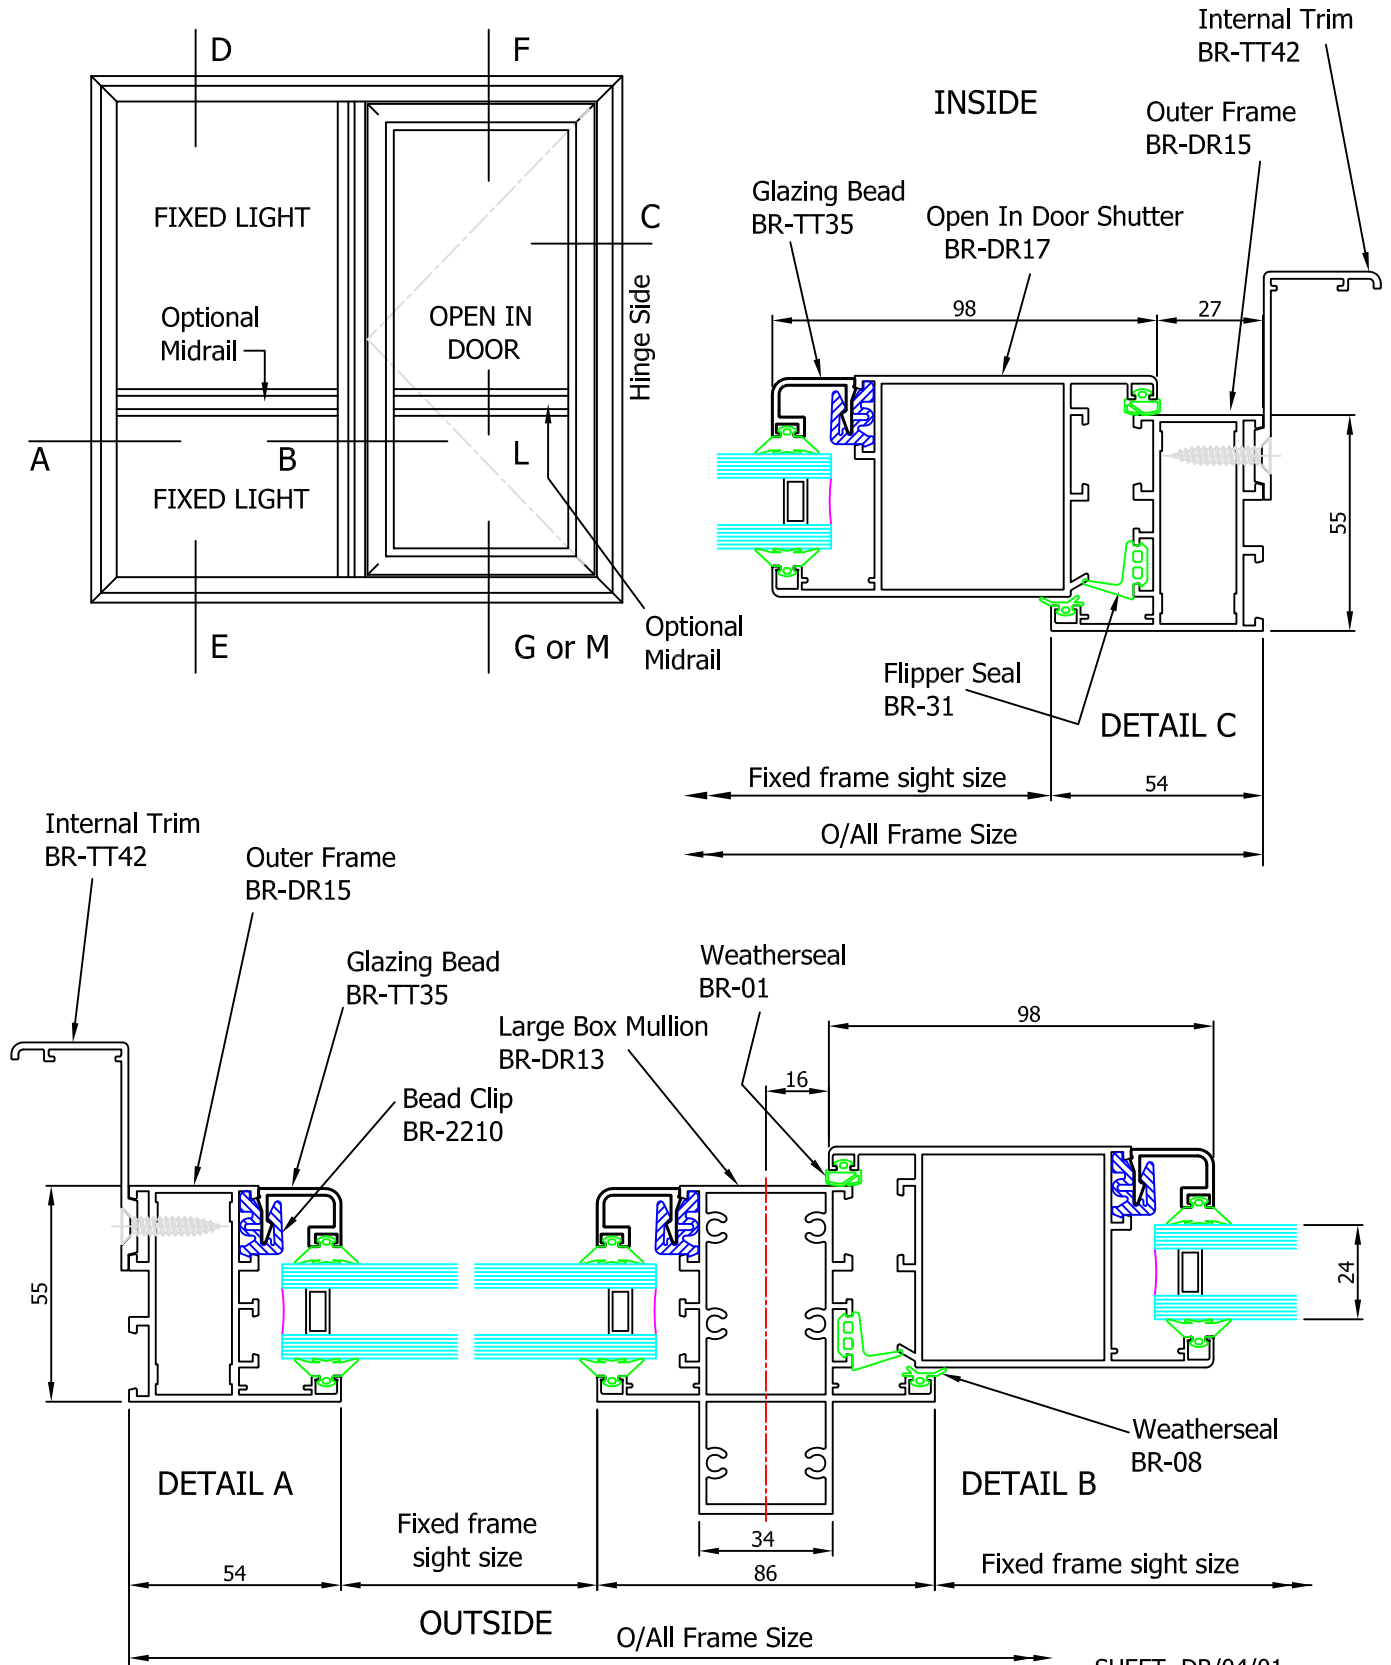 D
F
Internal Trim
BR-TT42
INSIDE
Outer Frame
BR-DR15
Glazing Bead
BR-TT35
Open In Door Shutter
BR-DR17
FIXED LIGHT
C
Hinge Side
Optional
Midrail
OPEN IN
DOOR
98
27
A
B
L
FIXED LIGHT
55
E
G or M
Optional
Midrail
Flipper Seal
BR-31
DETAIL C
Fixed frame sight size
54
O/All Frame Size
Internal Trim
BR-TT42
Outer Frame
BR-DR15
Glazing Bead
BR-TT35
Bead Clip
BR-2210
Large Box Mullion
BR-DR13
Weatherseal
BR-01
98
16
55
24
Weatherseal
BR-08
DETAIL A
DETAIL B
Fixed frame
sight size
34
54
86
Fixed frame sight size
OUTSIDE
O/All Frame Size
SHEET DR/04/01